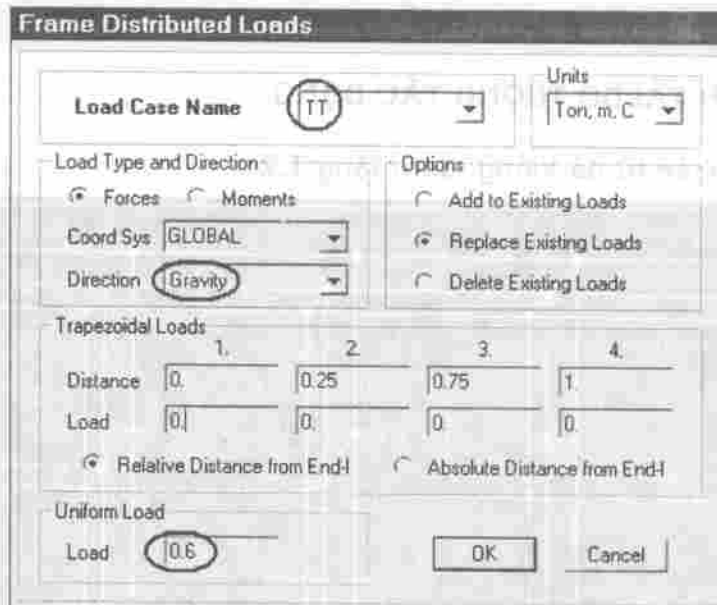 Frame Distributed Loads
Units
Load Case Name TT Ton, m, C
Load Type and Direction Options
Forces Moments Add to Existing Loads
Coord Sys GLOBAL Replace Existing Loads
Direction Gravity Delete Existing Loads
Trapezoidal Loads
1. 2. 3. 4.
Distance 0. 0.25 0.75 1.
Load 0. 0. 0. 0.
Relative Distance from End-I Absolute Distance from End-I
Uniform Load
Load 0.6 OK Cancel